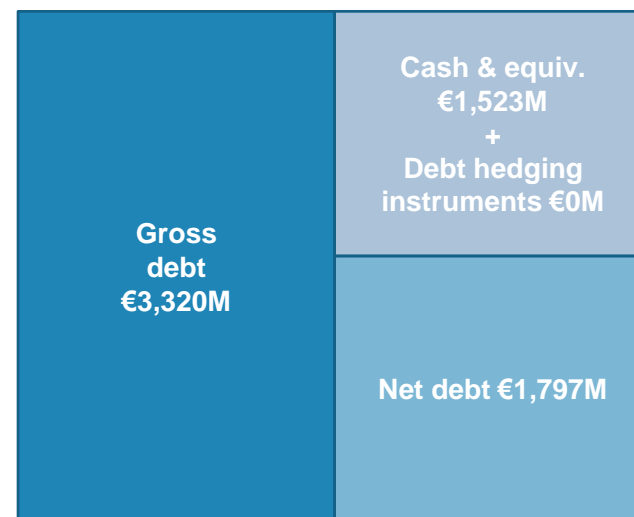 Gross
debt
€3,320M
Cash & equiv.
€1,523M
+
Debt hedging
instruments €0M
Net debt €1,797M